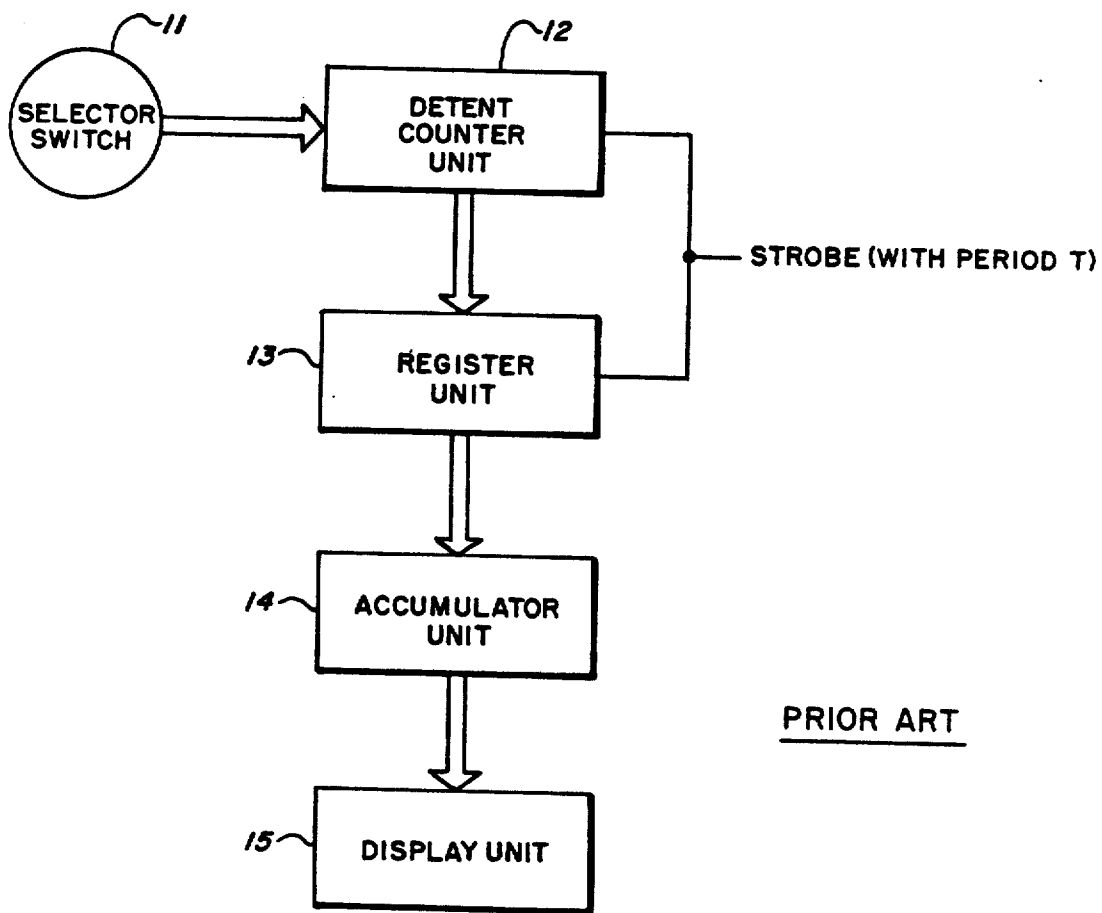 11
SELECTOR
SWITCH
12
DETENT
COUNTER
UNIT
STROBE (WITH PERIOD T)
13
REGISTER
UNIT
14
ACCUMULATOR
UNIT
PRIOR ART
15
DISPLAY UNIT